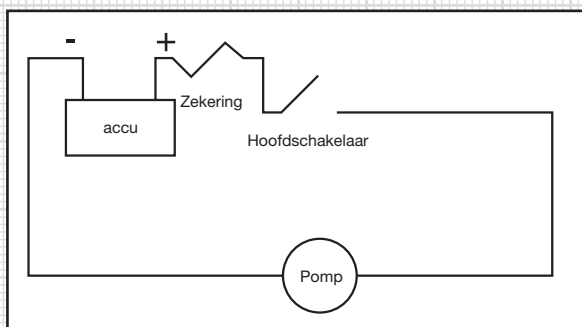 - +
Zekering
accu
Hoofdschakelaar
Pomp